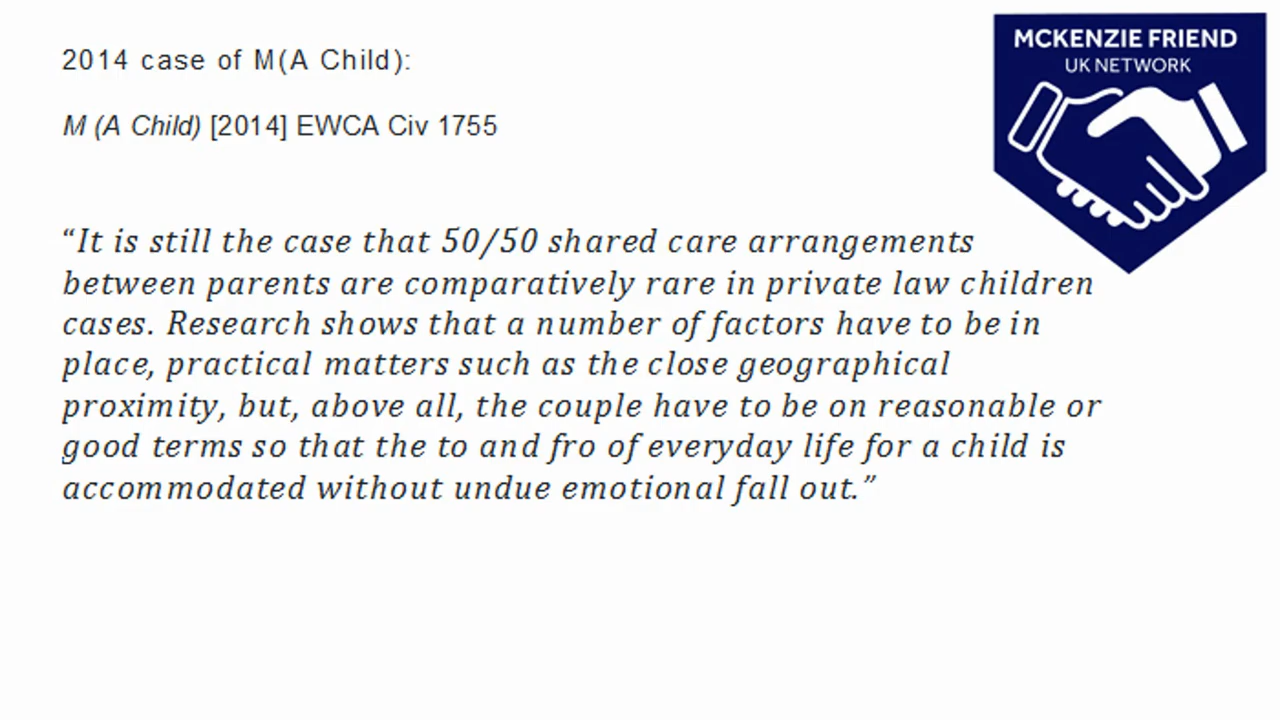 2014 case of M(A Child):
MCKENZIE FRIEND
UK NETWORK
M (A Child) [2014] EWCA Civ 1755
“It is still the case that 50/50 shared care arrangements
between parents are comparatively rare in private law children
cases. Research shows that a number of factors have to be in
place, practical matters such as the close geographical
proximity, but, above all, the couple have to be on reasonable or
good terms so that the to and fro of everyday life for a child is
accommodated without undue emotional fall out.”